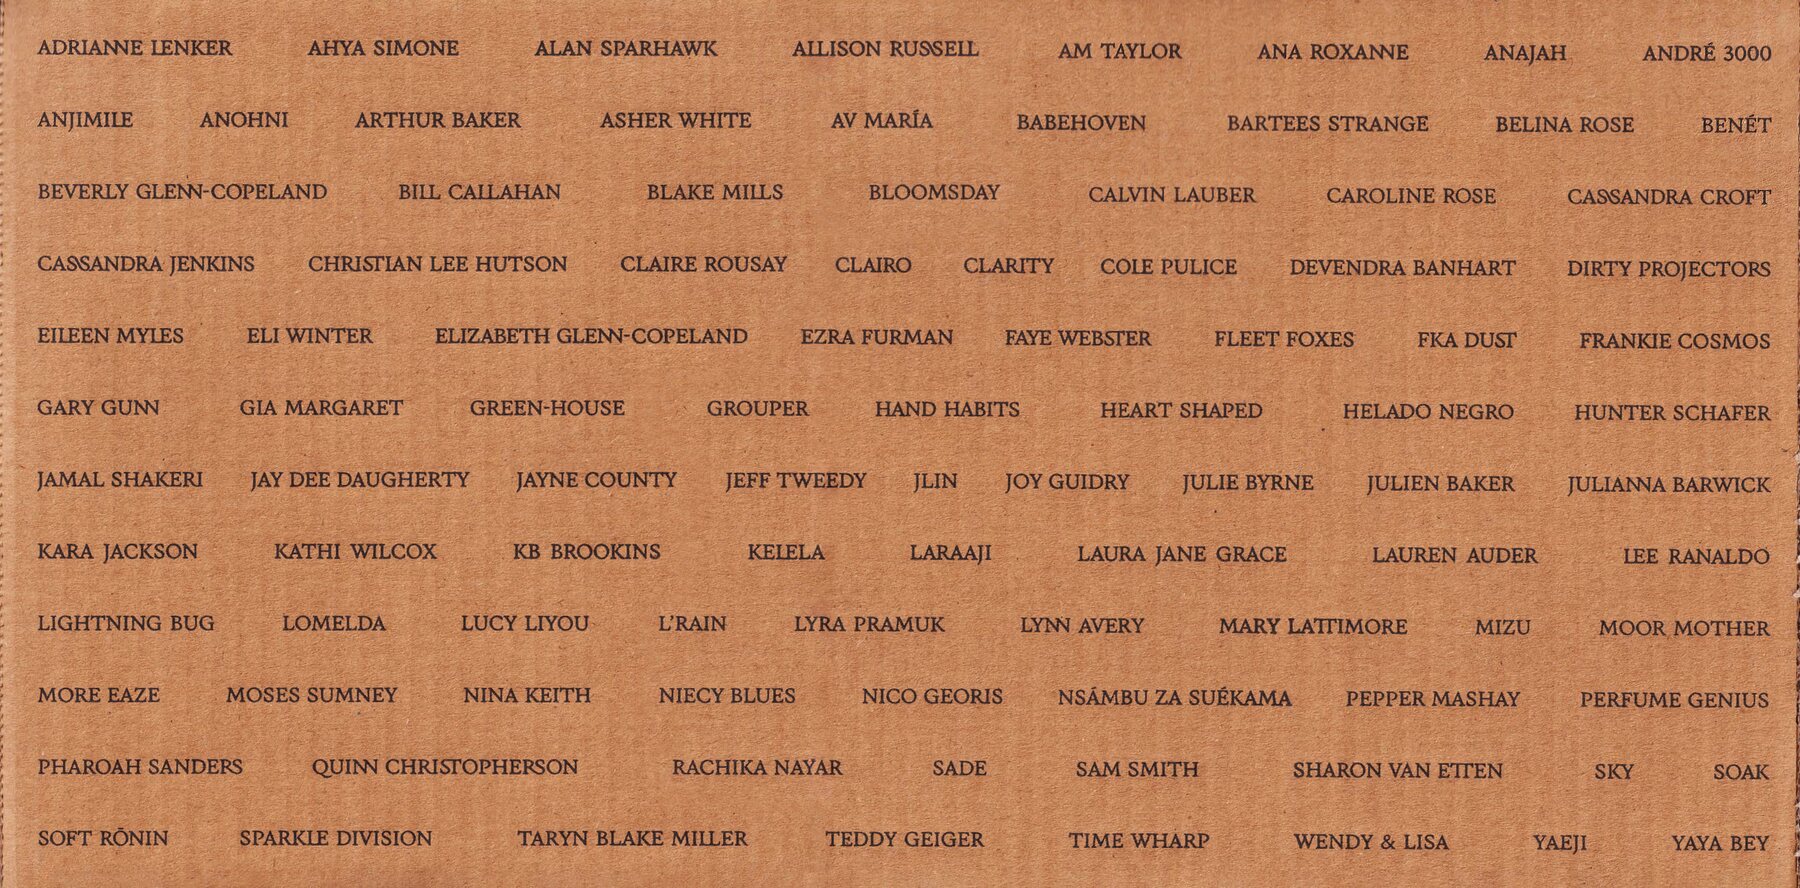 ADRIANNE LENKER AHYA SIMONE ALAN SPARHAWK ALLISON RUSSELL AM TAYLOR ANA ROXANNE ANAJAH ANDRÉ 3000
ANJIMILE ANOHNI ARTHUR BAKER ASHER WHITE AV MARÍA BABEHOVEN BARTEES STRANGE BELINA ROSE BENÉT
BEVERLY GLENN-COPELAND BILL CALLAHAN BLAKE MILLS BLOOMSDAY CALVIN LAUBER CAROLINE ROSE CASSANDRA CROFT
CASSANDRA JENKINS CHRISTIAN LEE HUTSON CLAIRE ROUSAY CLAIRO CLARITY COLE PULICE DEVENDRA BANHART DIRTY PROJECTORS
EILEEN MYLES ELI WINTER ELIZABETH GLENN-COPELAND EZRA FURMAN FAYE WEBSTER FLEET FOXES FKA DUST FRANKIE COSMOS
GARY GUNN GIA MARGARET GREEN-HOUSE GROUPER HAND HABITS HEART SHAPED HELADO NEGRO HUNTER SCHAFER
JAMAL SHAKERI JAY DEE DAUGHERTY JAYNE COUNTY JEFF TWEEDY JLIN JOY GUIDRY JULIE BYRNE JULIEN BAKER JULIANNA BARWICK
KARA JACKSON KATHI WILCOX KB BROOKINS KELELA LARAAJI LAURA JANE GRACE LAUREN AUDER LEE RANALDO
LIGHTNING BUG LOMELDA LUCY LIYOU L'RAIN LYRA PRAMUK LYNN AVERY MARY LATTIMORE MIZU MOOR MOTHER
MORE EAZE MOSES SUMNEY NINA KEITH NIECY BLUES NICO GEORIS NSÁMBU ZA SUÉKAMA PEPPER MASHAY PERFUME GENIUS
PHAROAH SANDERS QUINN CHRISTOPHERSON RACHIKA NAYAR SADE SAM SMITH SHARON VAN ETTEN SKY SOAK
SOFT RŌNIN SPARKLE DIVISION TARYN BLAKE MILLER TEDDY GEIGER TIME WHARP WENDY & LISA YAEJI YAYA BEY